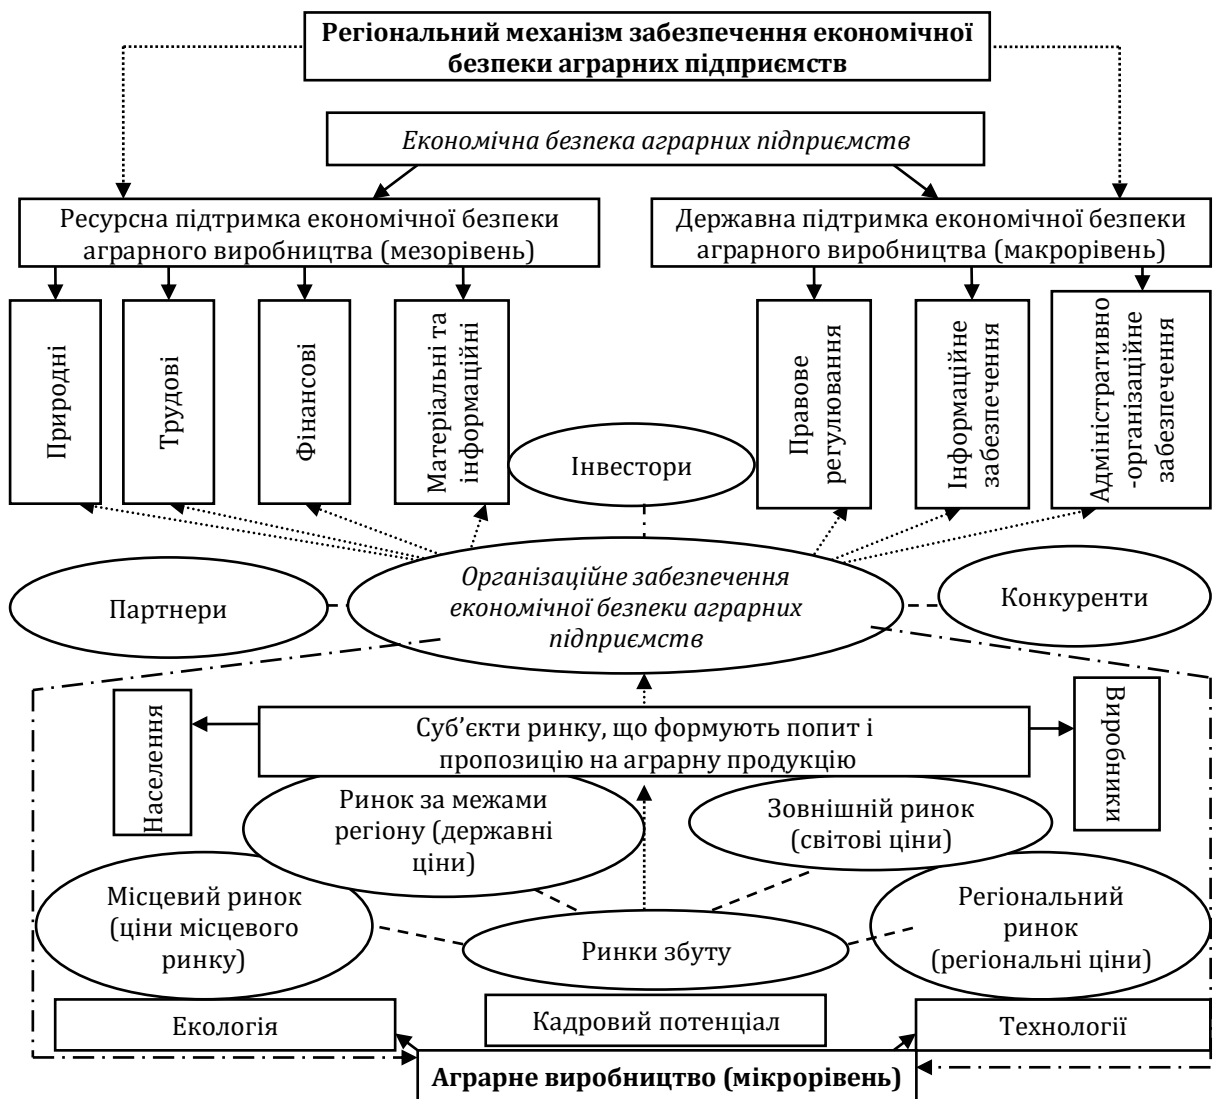 Регіональний механізм забезпечення економічної
безпеки аграрних підприємств
Економічна безпека аграрних підприємств
Ресурсна підтримка економічної безпеки
аграрного виробництва (мезорівень)
Державна підтримка економічної безпеки
аграрного виробництва (макрорівень)
Природні
Трудові
Фінансові
Матеріальні та
інформаційні
Правове
регулювання
Інформаційне
забезпечення
Адміністративно
-організаційне
забезпечення
Інвестори
Партнери
Організаційне забезпечення
економічної безпеки аграрних
підприємств
Конкуренти
Населення
Суб’єкти ринку, що формують попит і
пропозицію на аграрну продукцію
Виробники
Ринок за межами
регіону (державні
ціни)
Зовнішній ринок
(світові ціни)
Місцевий ринок
(ціни місцевого
ринку)
Ринки збуту
Регіональний
ринок
(регіональні ціни)
Екологія
Кадровий потенціал
Технології
Аграрне виробництво (мікрорівень)